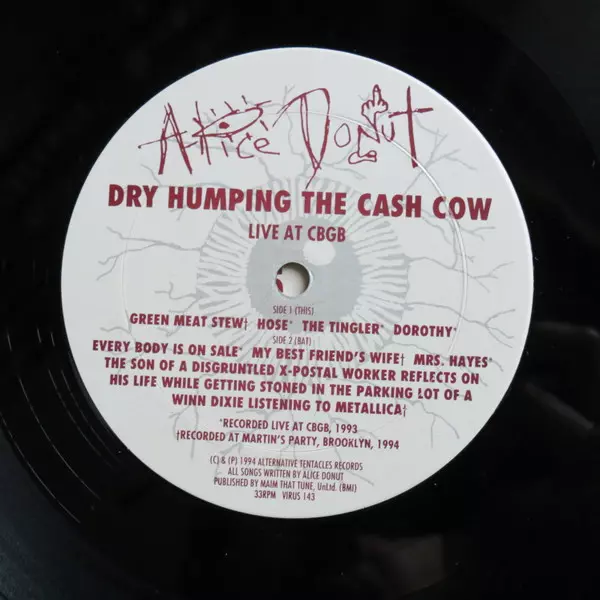 Alice Donut
DRY HUMPING THE CASH COW
LIVE AT CBGB
SIDE 1 (THIS)
GREEN MEAT STEW† HOSE* THE TINGLER* DOROTHY*
SIDE 2 (BAT)
EVERY BODY IS ON SALE* MY BEST FRIEND'S WIFE† MRS. HAYES*
THE SON OF A DISGRUNTLED X-POSTAL WORKER REFLECTS ON
HIS LIFE WHILE GETTING STONED IN THE PARKING LOT OF A
WINN DIXIE LISTENING TO METALLICA†
*RECORDED LIVE AT CBGB, 1993
†RECORDED AT MARTIN'S PARTY, BROOKLYN, 1994
(C) & (P) 1994 ALTERNATIVE TENTACLES RECORDS
ALL SONGS WRITTEN BY ALICE DONUT
PUBLISHED BY MAIM THAT TUNE, UnLtd. (BMI)
33RPM VIRUS 143